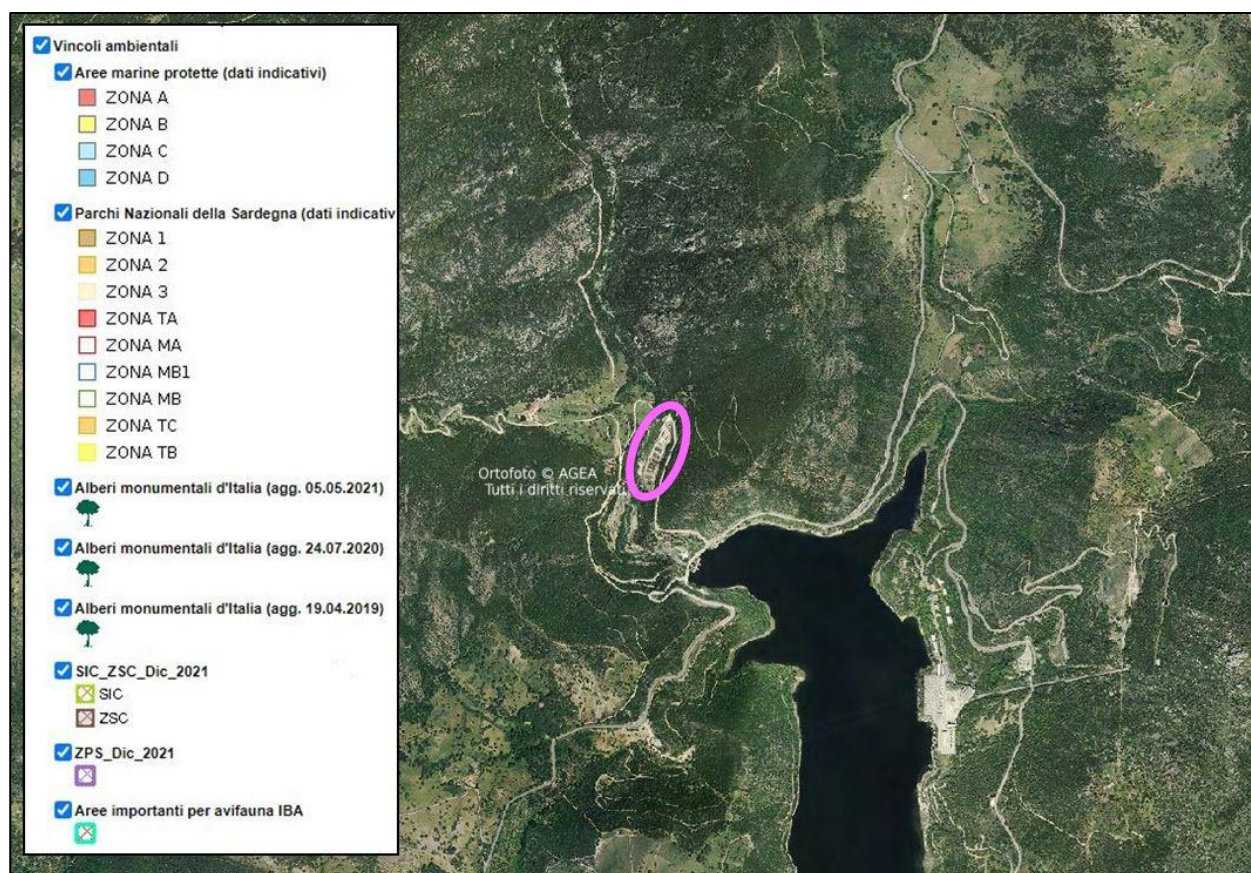 Vincoli ambientali
Aree marine protette (dati indicativi)
ZONA A
ZONA B
ZONA C
ZONA D
Parchi Nazionali della Sardegna (dati indicativ
ZONA 1
ZONA 2
ZONA 3
ZONA TA
ZONA MA
ZONA MB1
ZONA MB
ZONA TC
ZONA TB
Alberi monumentali d'Italia (agg. 05.05.2021)
Alberi monumentali d'Italia (agg. 24.07.2020)
Alberi monumentali d'Italia (agg. 19.04.2019)
SIC_ZSC_Dic_2021
SIC
ZSC
ZPS_Dic_2021
Aree importanti per avifauna IBA
Ortofoto © AGEA
Tutti i diritti riservati